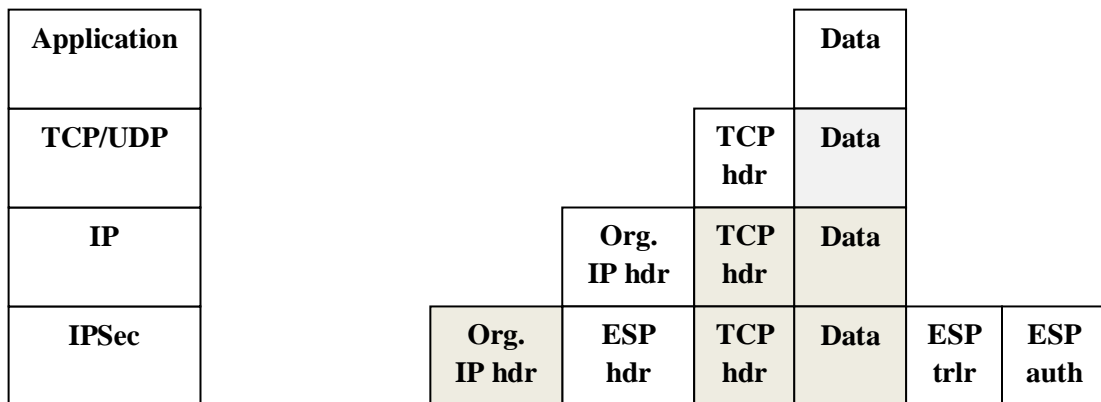 Application Data
TCP/UDP TCP Data
hdr
IP Org. TCP Data
IP hdr hdr
IPSec Org. ESP TCP Data ESP ESP
IP hdr hdr hdr trlr auth